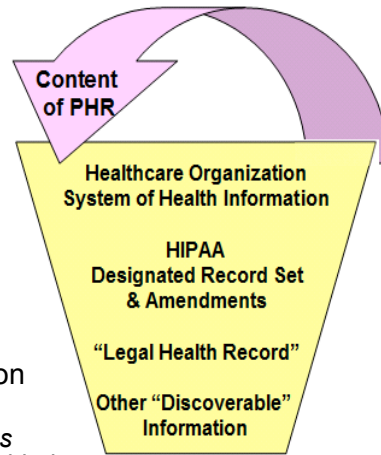 Content
of PHR
Healthcare Organization
System of Health Information
HIPAA
Designated Record Set
& Amendments
“Legal Health Record”
Other “Discoverable”
Information
on
s